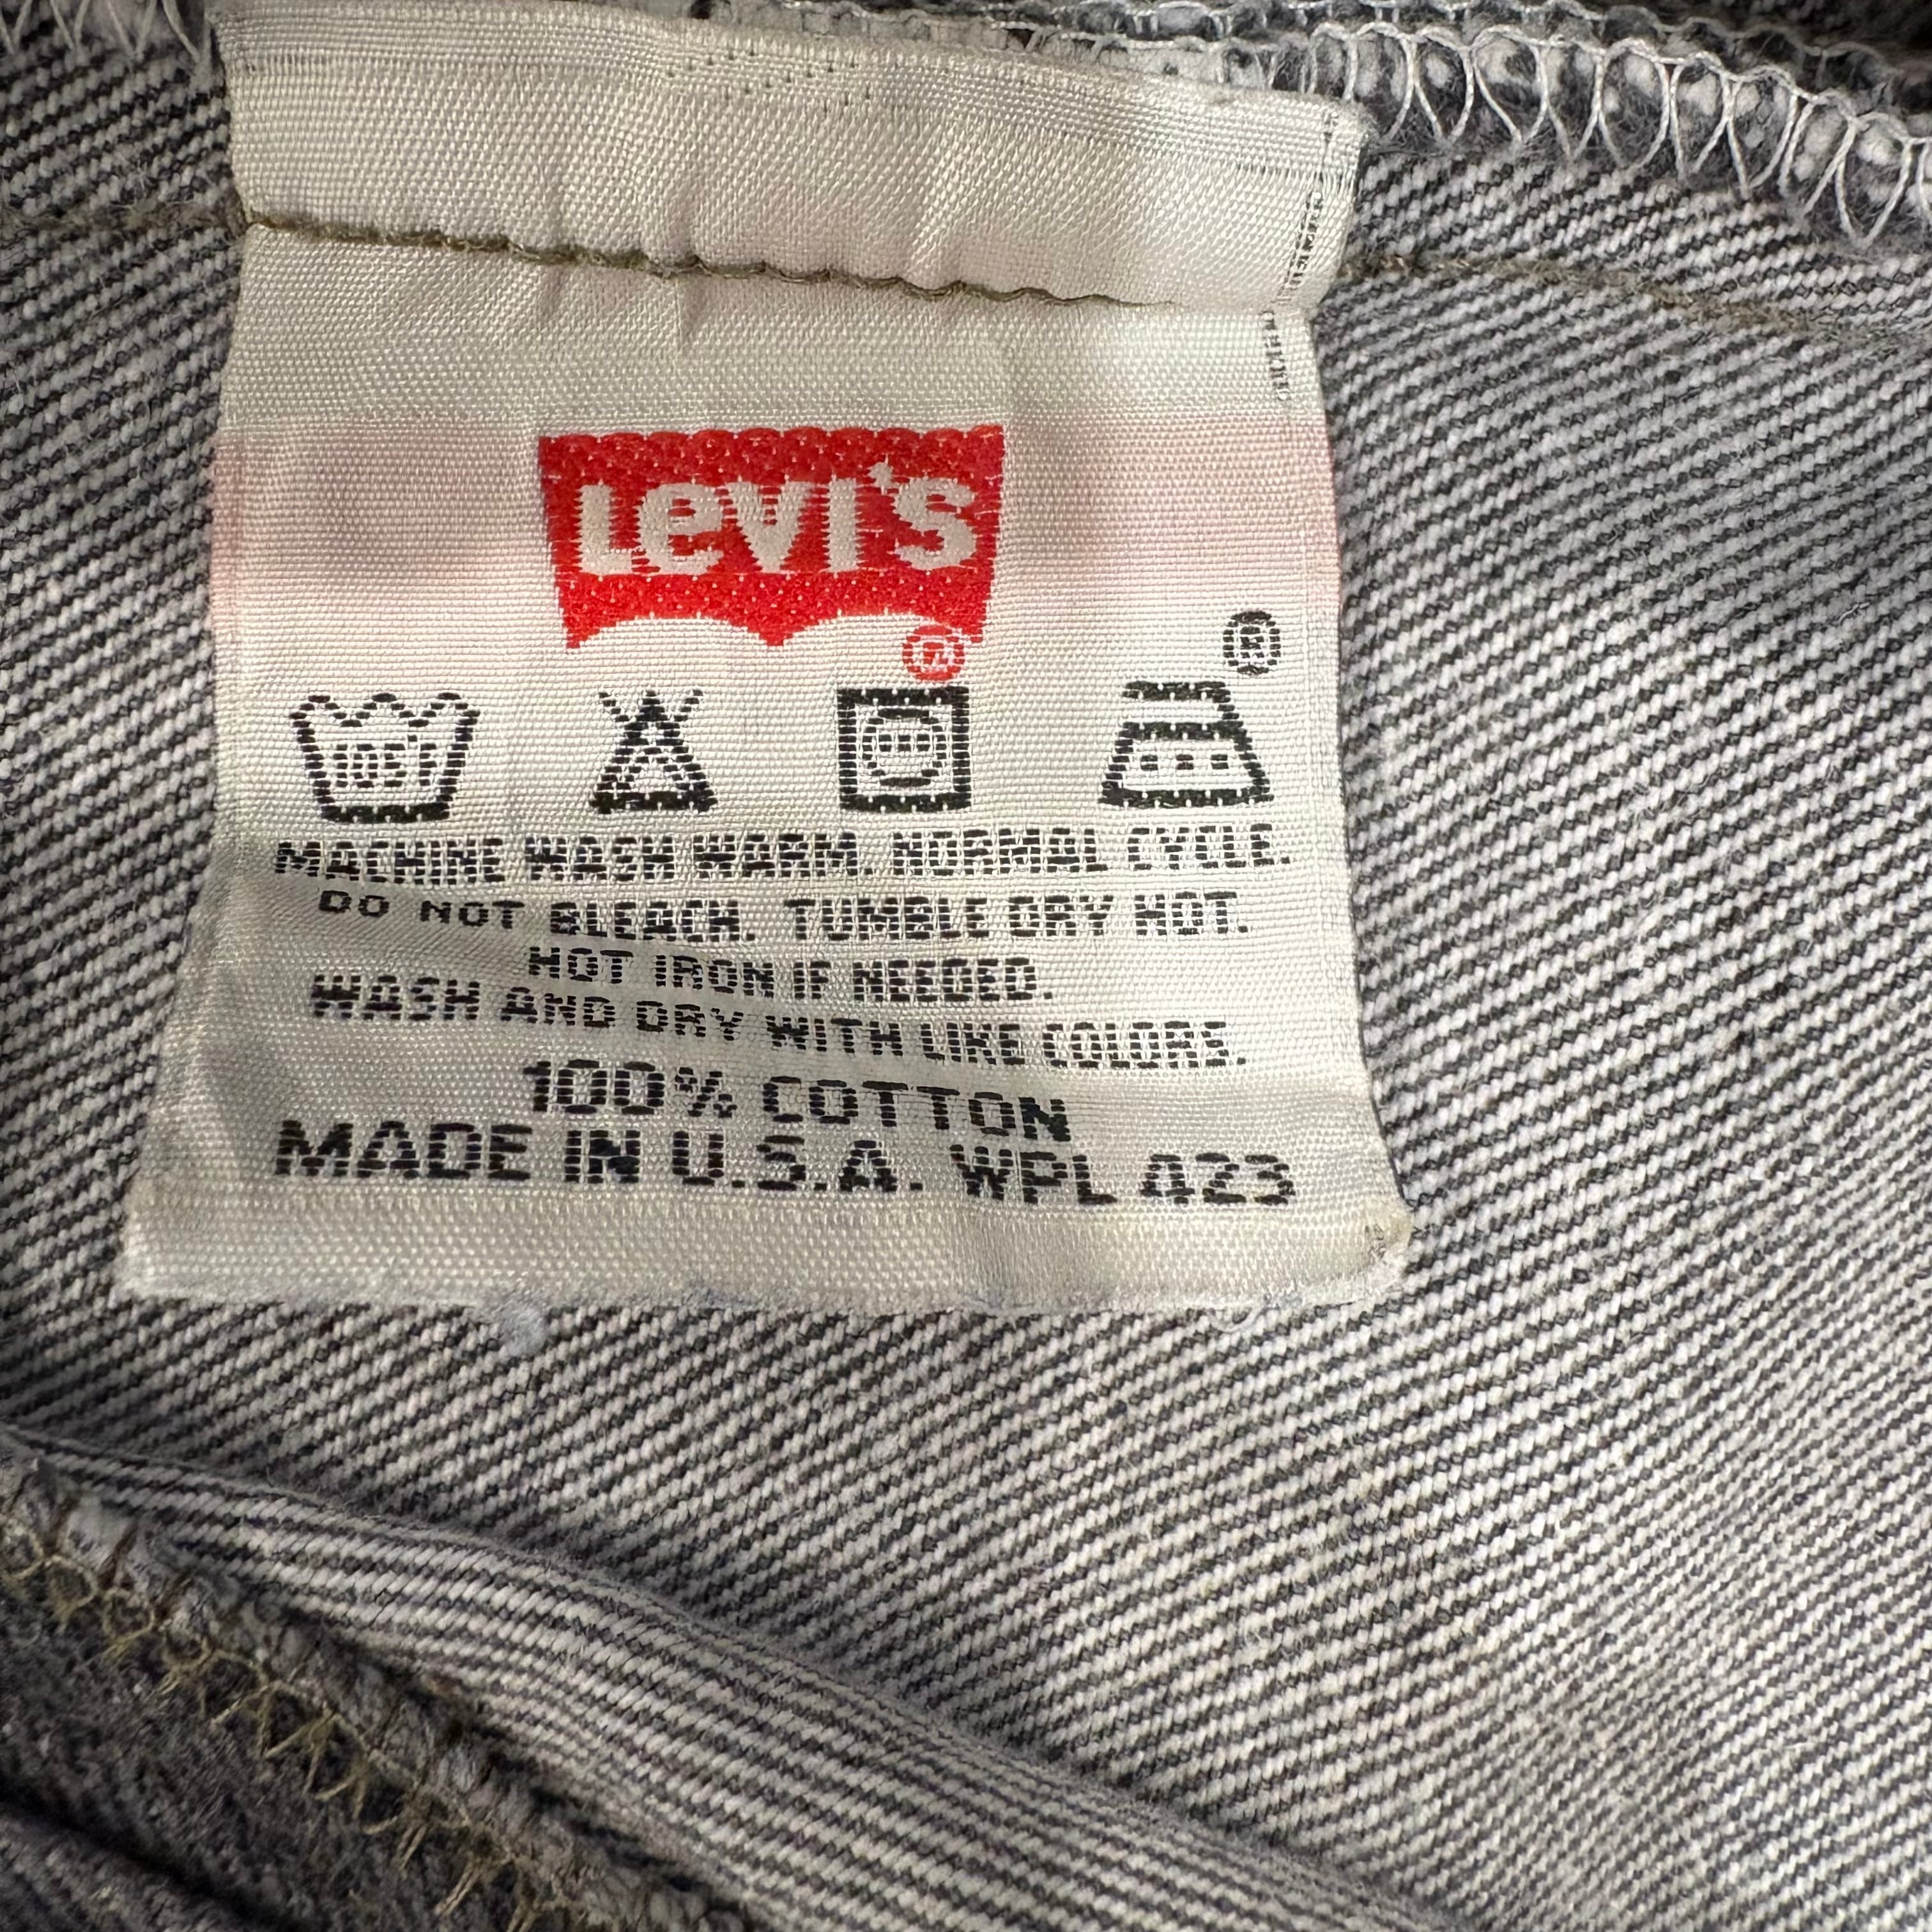 Levi's
®
®
105°F
MACHINE WASH WARM. NORMAL CYCLE.
DO NOT BLEACH. TUMBLE DRY HOT.
HOT IRON IF NEEDED.
WASH AND DRY WITH LIKE COLORS.
100% COTTON
MADE IN U.S.A. WPL 423